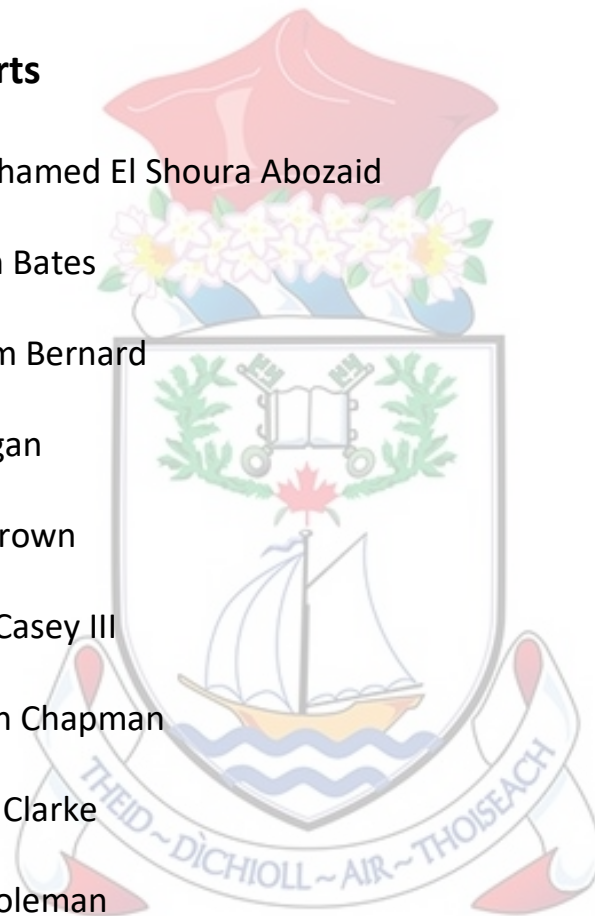 rts
hamed El Shoura Abozaid
n Bates
m Bernard
gan
rown
Casey III
m Chapman
Clarke
oleman
THEID ~ DÌCHIOLL ~ AIR ~ THOISEACH